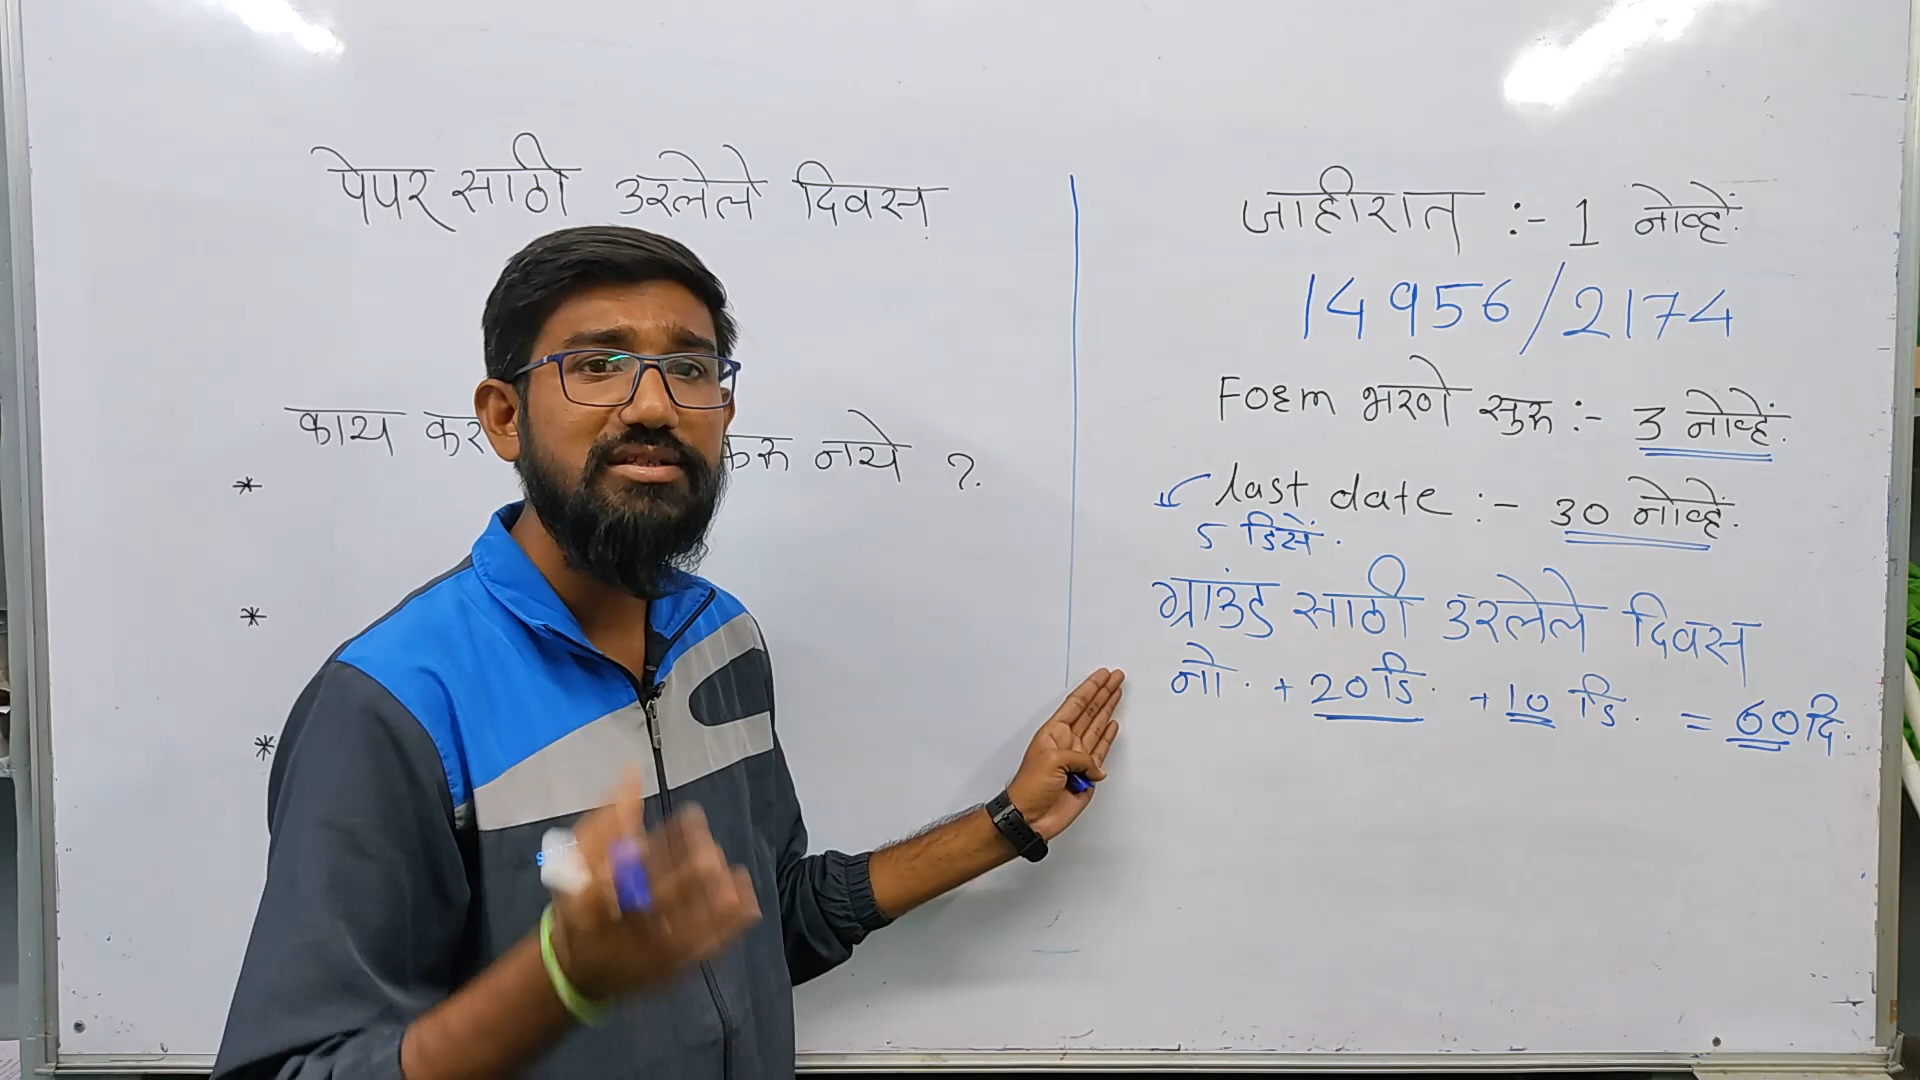 पेपर साठी उरलेले दिवस
काय कर करू नये ?
*
*
*
जाहीरात :- 1 नोव्हें.
14956/2174
Form भरणे सुरु :- 3 नोव्हें.
last date :- 30 नोव्हें.
5 डिसें.
ग्राउंड साठी उरलेले दिवस
नो. + 20 डि. + 10 डि. = 60 दि.